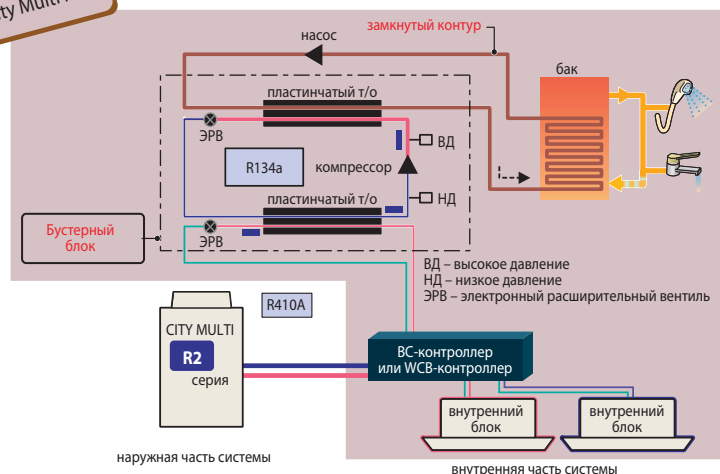 City Multi
насос
замкнутый контур
бак
пластинчатый т/о
ЭРВ
ВД
R134a
компрессор
пластинчатый т/о
НД
ЭРВ
Бустерный
блок
ВД – высокое давление
НД – низкое давление
ЭРВ – электронный расширительный вентиль
R410A
CITY MULTI
R2
серия
BC-контроллер
или WCB-контроллер
внутренний
блок
внутренний
блок
наружная часть системы
внутренняя часть системы